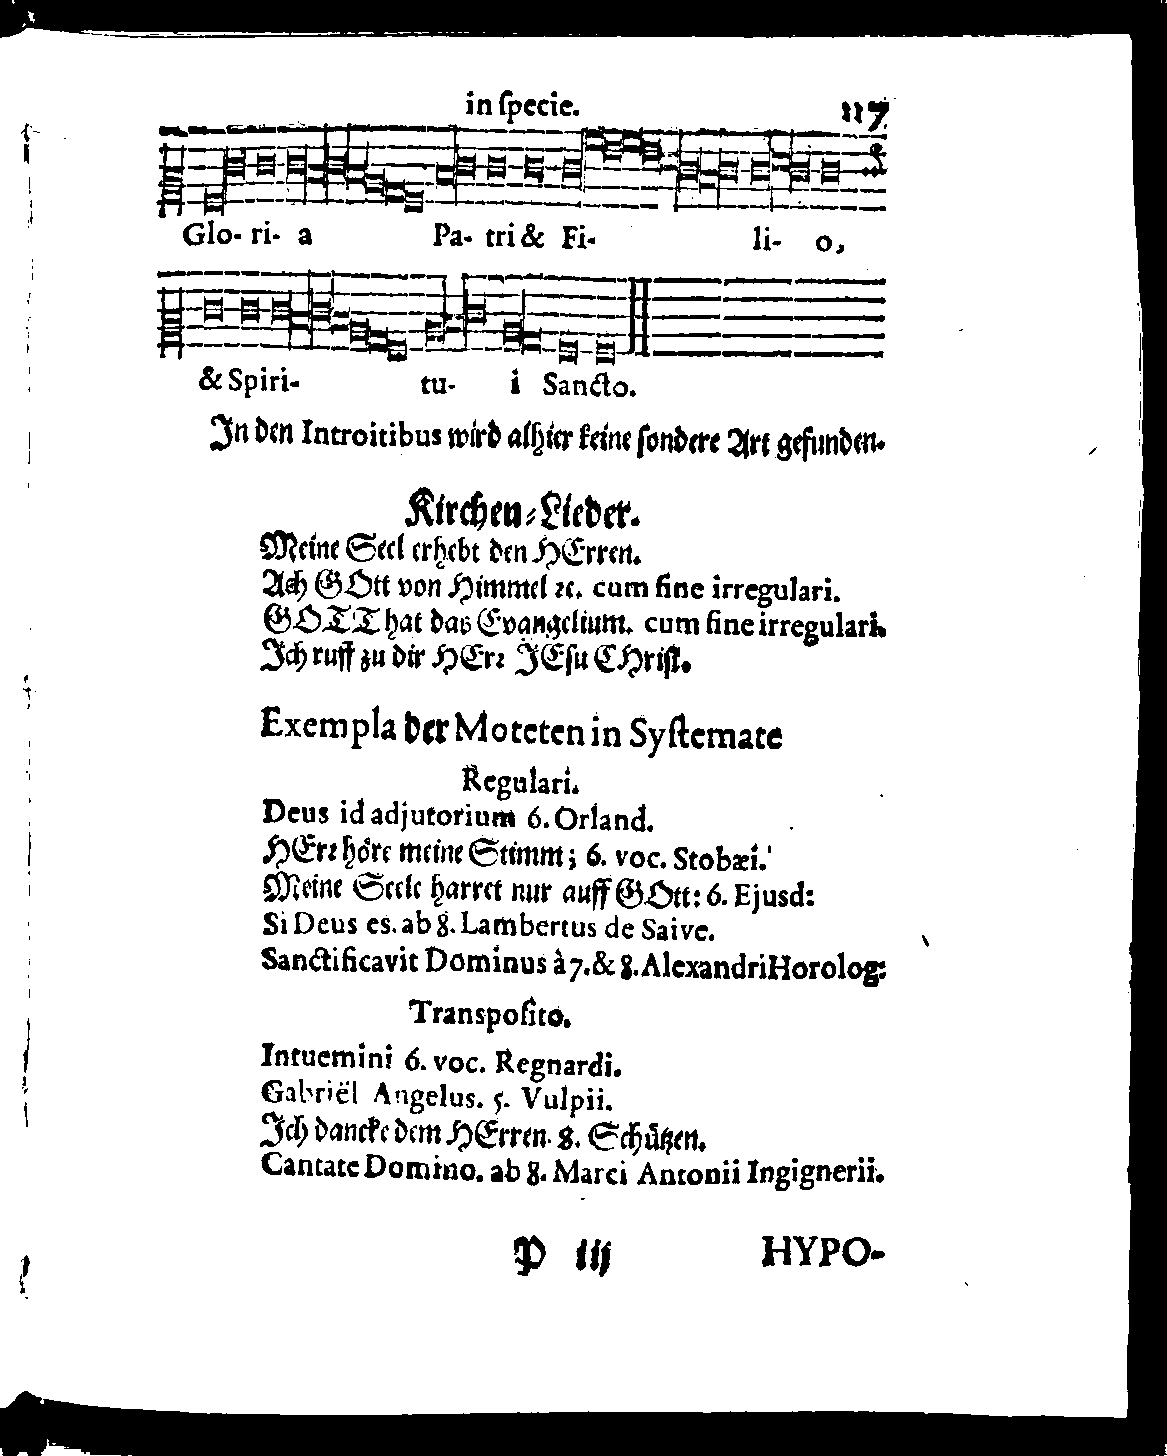 in ſpecie. 117
Glo- ri- a Pa- tri & Fi- li- o,
& Spiri- tu- i Sancto.
In den Introitibus wird alhier keine ſondere Art gefunden.
Kirchen-Lieder.
Meine Seel erhebt den HErren.
Ach GOtt von Himmel ꝛc. cum fine irregulari.
GOTT hat das Evangelium. cum fine irregulari.
Ich ruff zu dir HErꝛ JEſu CHriſt.
Exempla der Moteten in Syſtemate
Regulari.
Deus id adjutorium 6. Orland.
HErꝛ höre meine Stimm; 6. voc. Stobæi.
Meine Seele harret nur auff GOtt: 6. Ejusd:
Si Deus es. ab 8. Lambertus de Saive.
Sanctificavit Dominus à 7. & 8. Alexandri Horolog:
Transpoſito.
Intuemini 6. voc. Regnardi.
Gabriël Angelus. 5. Vulpii.
Ich dancke dem HErren. 8. Schützen.
Cantate Domino. ab 8. Marci Antonii Ingignerii.
P iij HYPO-